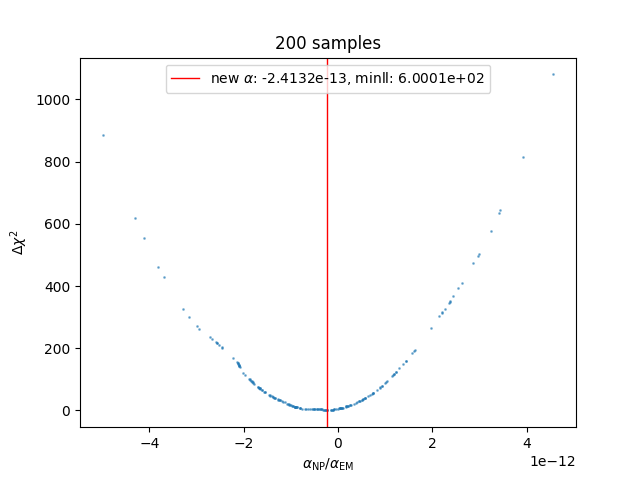 200 samples
new α: -2.4132e-13, minll: 6.0001e+02
Δχ²
1000
800
600
400
200
0
−4 −2 0 2 4
1e−12
α_NP/α_EM